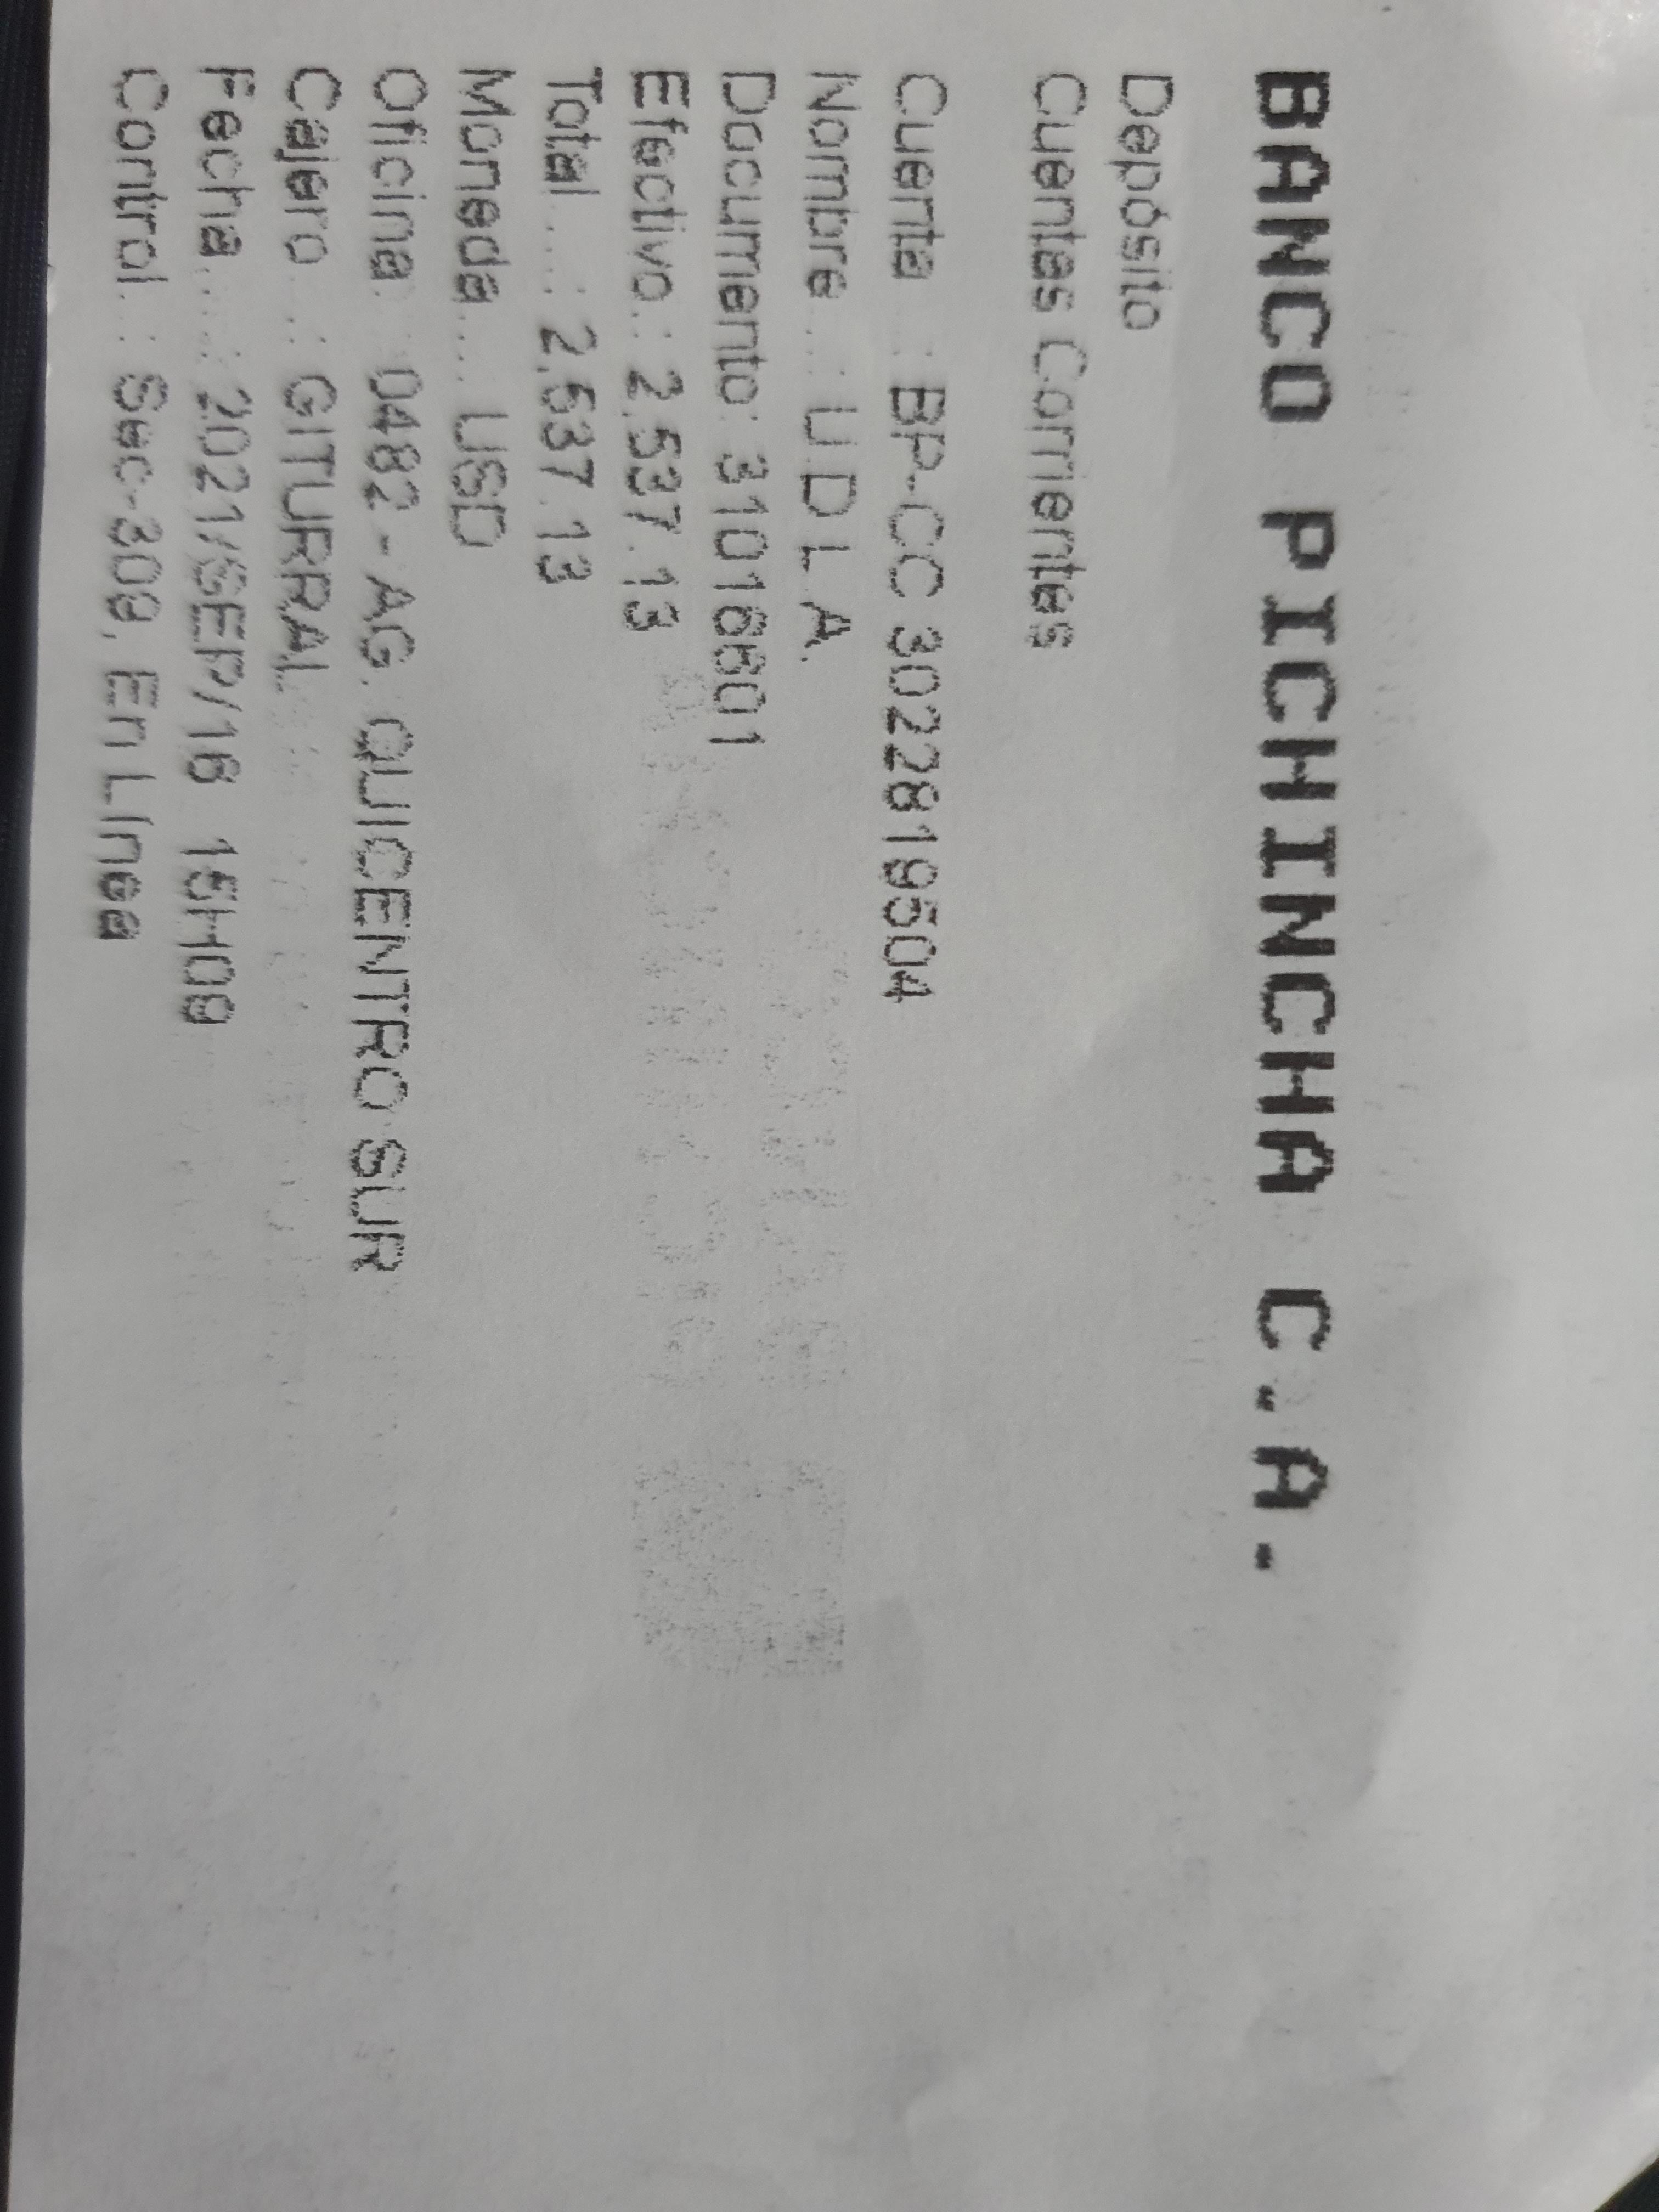 BANCO PICHINCHA C.A.
Depósito
Cuentas Corrientes
Cuenta : BP-CC 3022819504
Nombre...: U.D.L.A.
Documento: 31018801
Efectivo.: 2,537.13
Total....: 2,537.13
Moneda...: USD
Oficina : 0482 - AG. QUICENTRO SUR
Cajero...: GITURRAL
Fecha....: 2021/SEP/16 15H09
Control..: Sec-309, En Línea